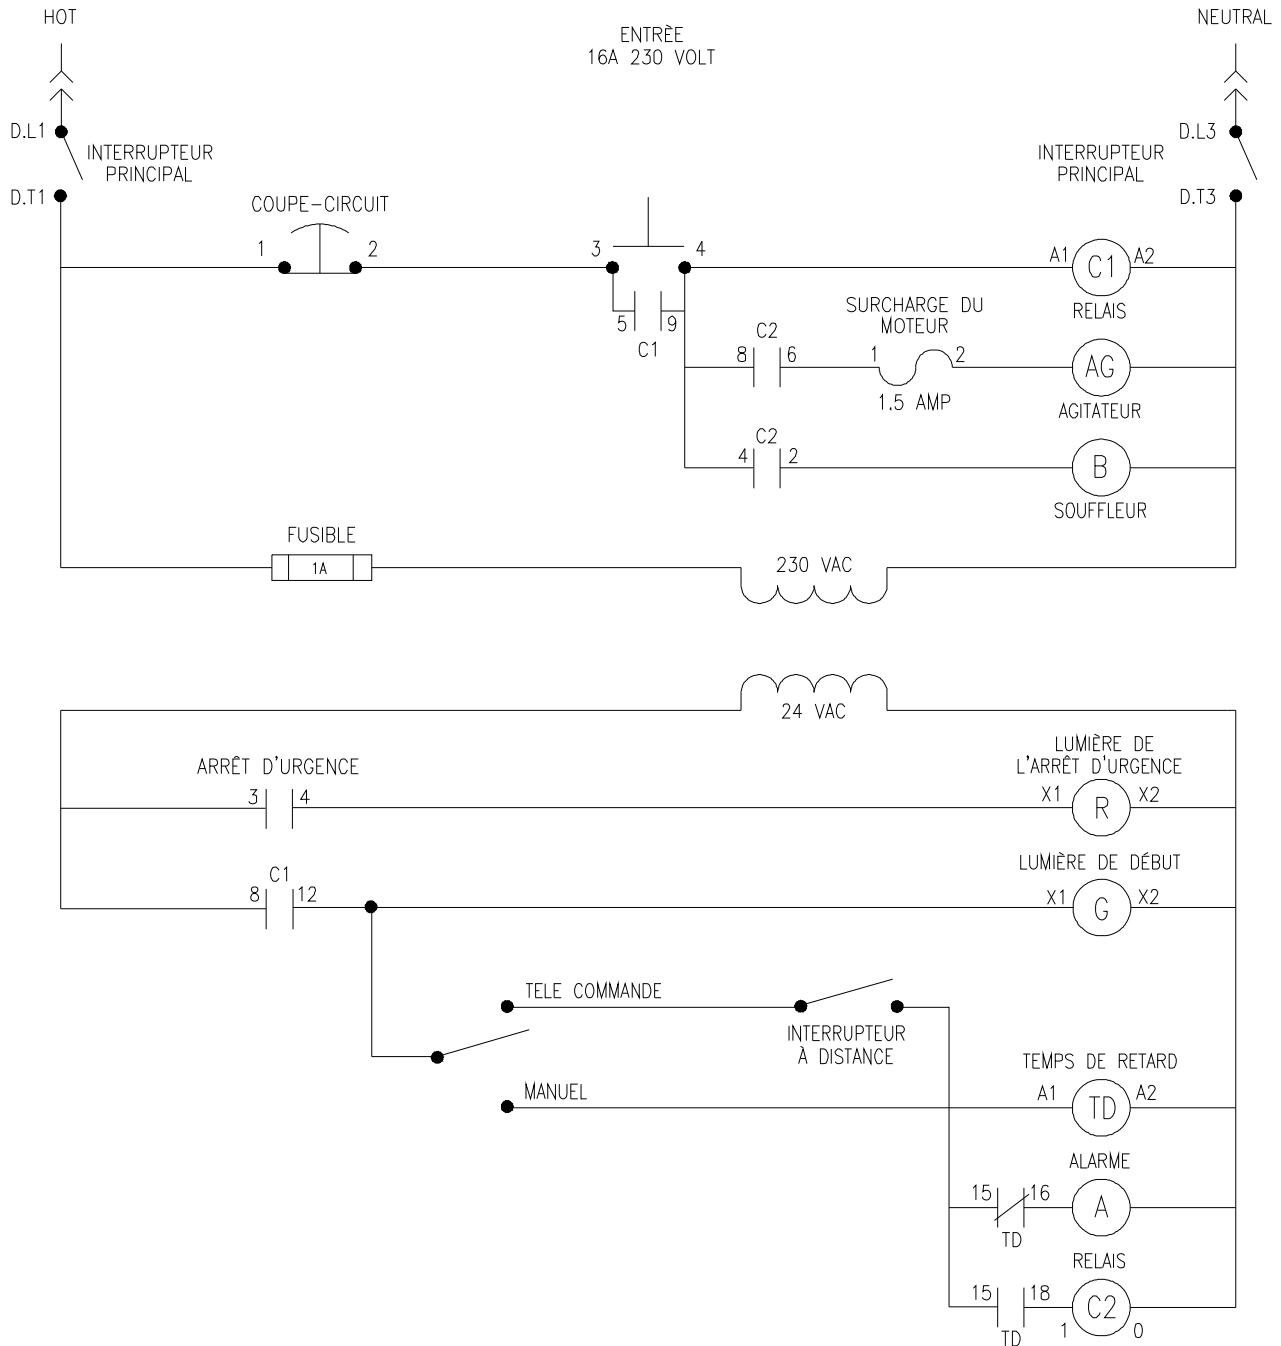 HOT
NEUTRAL
ENTRÈE
16A 230 VOLT
D.L1
INTERRUPTEUR
PRINCIPAL
D.T1
D.L3
INTERRUPTEUR
PRINCIPAL
D.T3
COUPE-CIRCUIT
1 2
3 4
A1 C1 A2
RELAIS
5 9
C1
SURCHARGE DU
MOTEUR
C2
8 6
1 2
1.5 AMP
AG
AGITATEUR
C2
4 2
B
SOUFFLEUR
FUSIBLE
1A
230 VAC
24 VAC
ARRÊT D'URGENCE
3 4
LUMIÈRE DE
L'ARRÊT D'URGENCE
X1 R X2
C1
8 12
LUMIÈRE DE DÉBUT
X1 G X2
TELE COMMANDE
INTERRUPTEUR
À DISTANCE
MANUEL
TEMPS DE RETARD
A1 TD A2
ALARME
15 16
A
TD
RELAIS
15 18
C2
1 0
TD